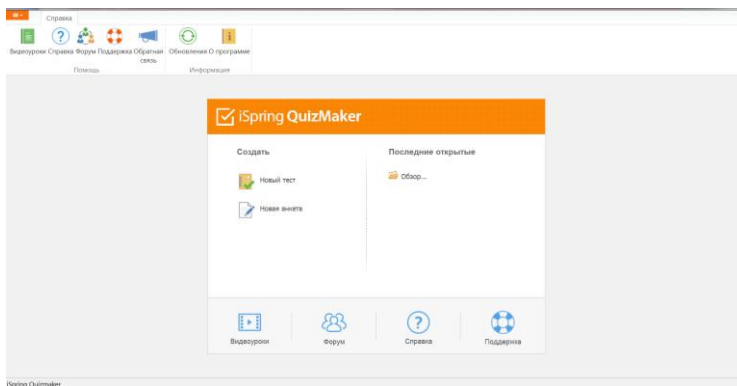 Справка
Видеоуроки Справка Форум Поддержка Обратная связь Обновления О программе
Помощь Информация
iSpring QuizMaker
Создать Последние открытые
Новый тест Обзор...
Новая анкета
Видеоуроки Форум Справка Поддержка
iSpring Quizmaker